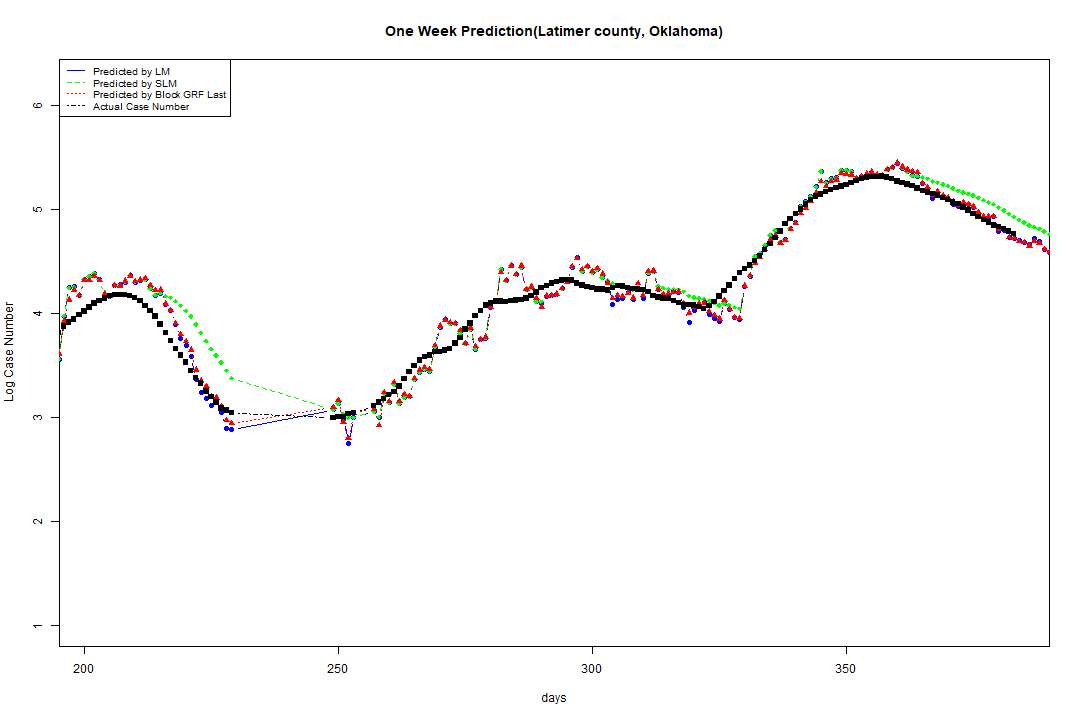 One Week Prediction(Latimer county, Oklahoma)
Predicted by LM
Predicted by SLM
Predicted by Block GRF Last
Actual Case Number
Log Case Number
6
5
4
3
2
1
200 250 300 350
days